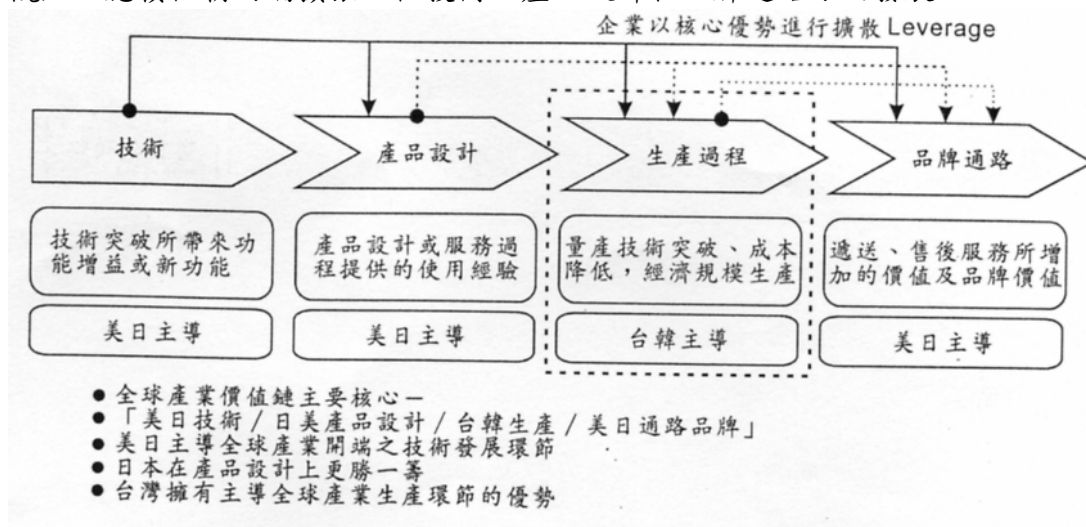 企業以核心優勢進行擴散 Leverage
技術
產品設計
生產過程
品牌通路
技術突破所帶來功
能增益或新功能
產品設計或服務過
程提供的使用經驗
量產技術突破、成本
降低，經濟規模生產
遞送、售後服務所增
加的價值及品牌價值
美日主導
美日主導
台韓主導
美日主導
● 全球產業價值鏈主要核心－
● 「美日技術/日美產品設計/台韓生產/美日通路品牌」
● 美日主導全球產業開端之技術發展環節
● 日本在產品設計上更勝一籌
● 台灣擁有主導全球產業生產環節的優勢